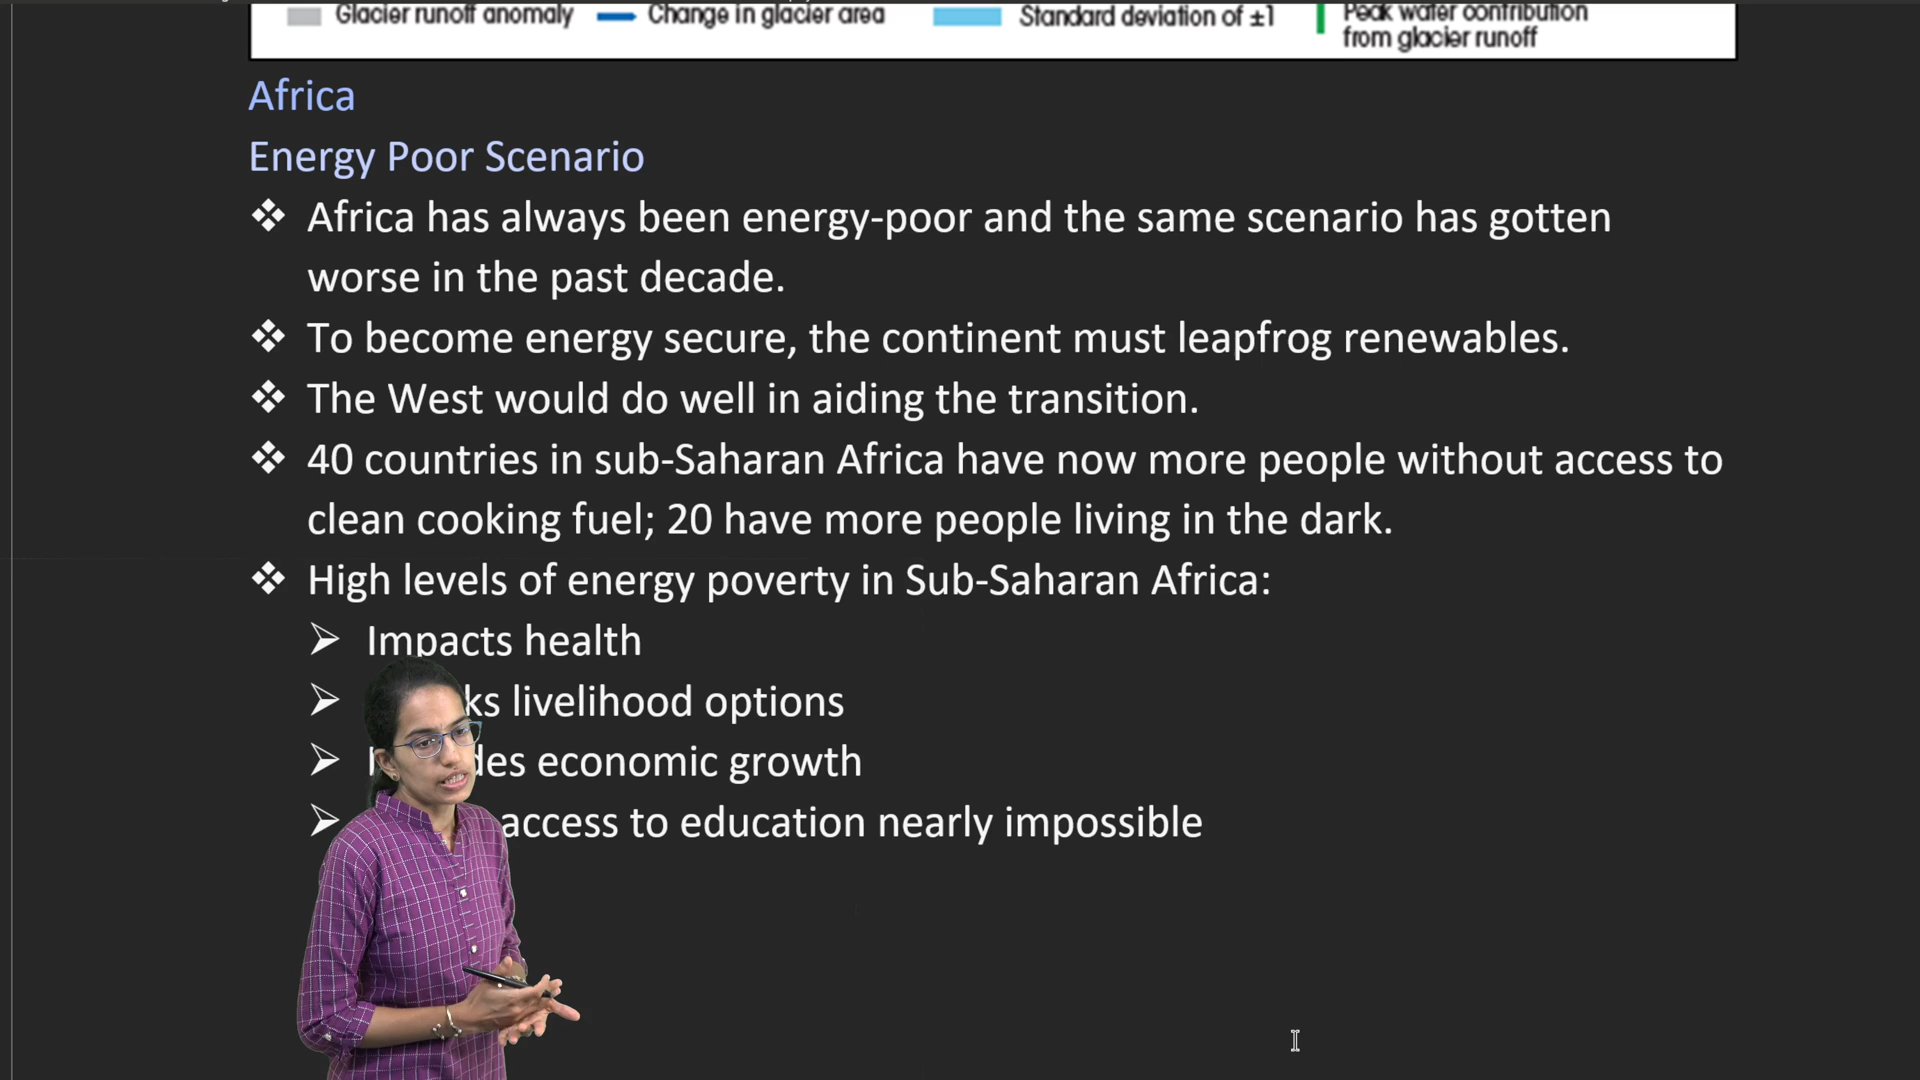 Glacier runoff anomaly Change in glacier area Standard deviation of ±1 Peak water contribution
from glacier runoff
Africa
Energy Poor Scenario
❖ Africa has always been energy-poor and the same scenario has gotten
worse in the past decade.
❖ To become energy secure, the continent must leapfrog renewables.
❖ The West would do well in aiding the transition.
❖ 40 countries in sub-Saharan Africa have now more people without access to
clean cooking fuel; 20 have more people living in the dark.
❖ High levels of energy poverty in Sub-Saharan Africa:
➢ Impacts health
➢ livelihood options
➢ economic growth
➢ access to education nearly impossible